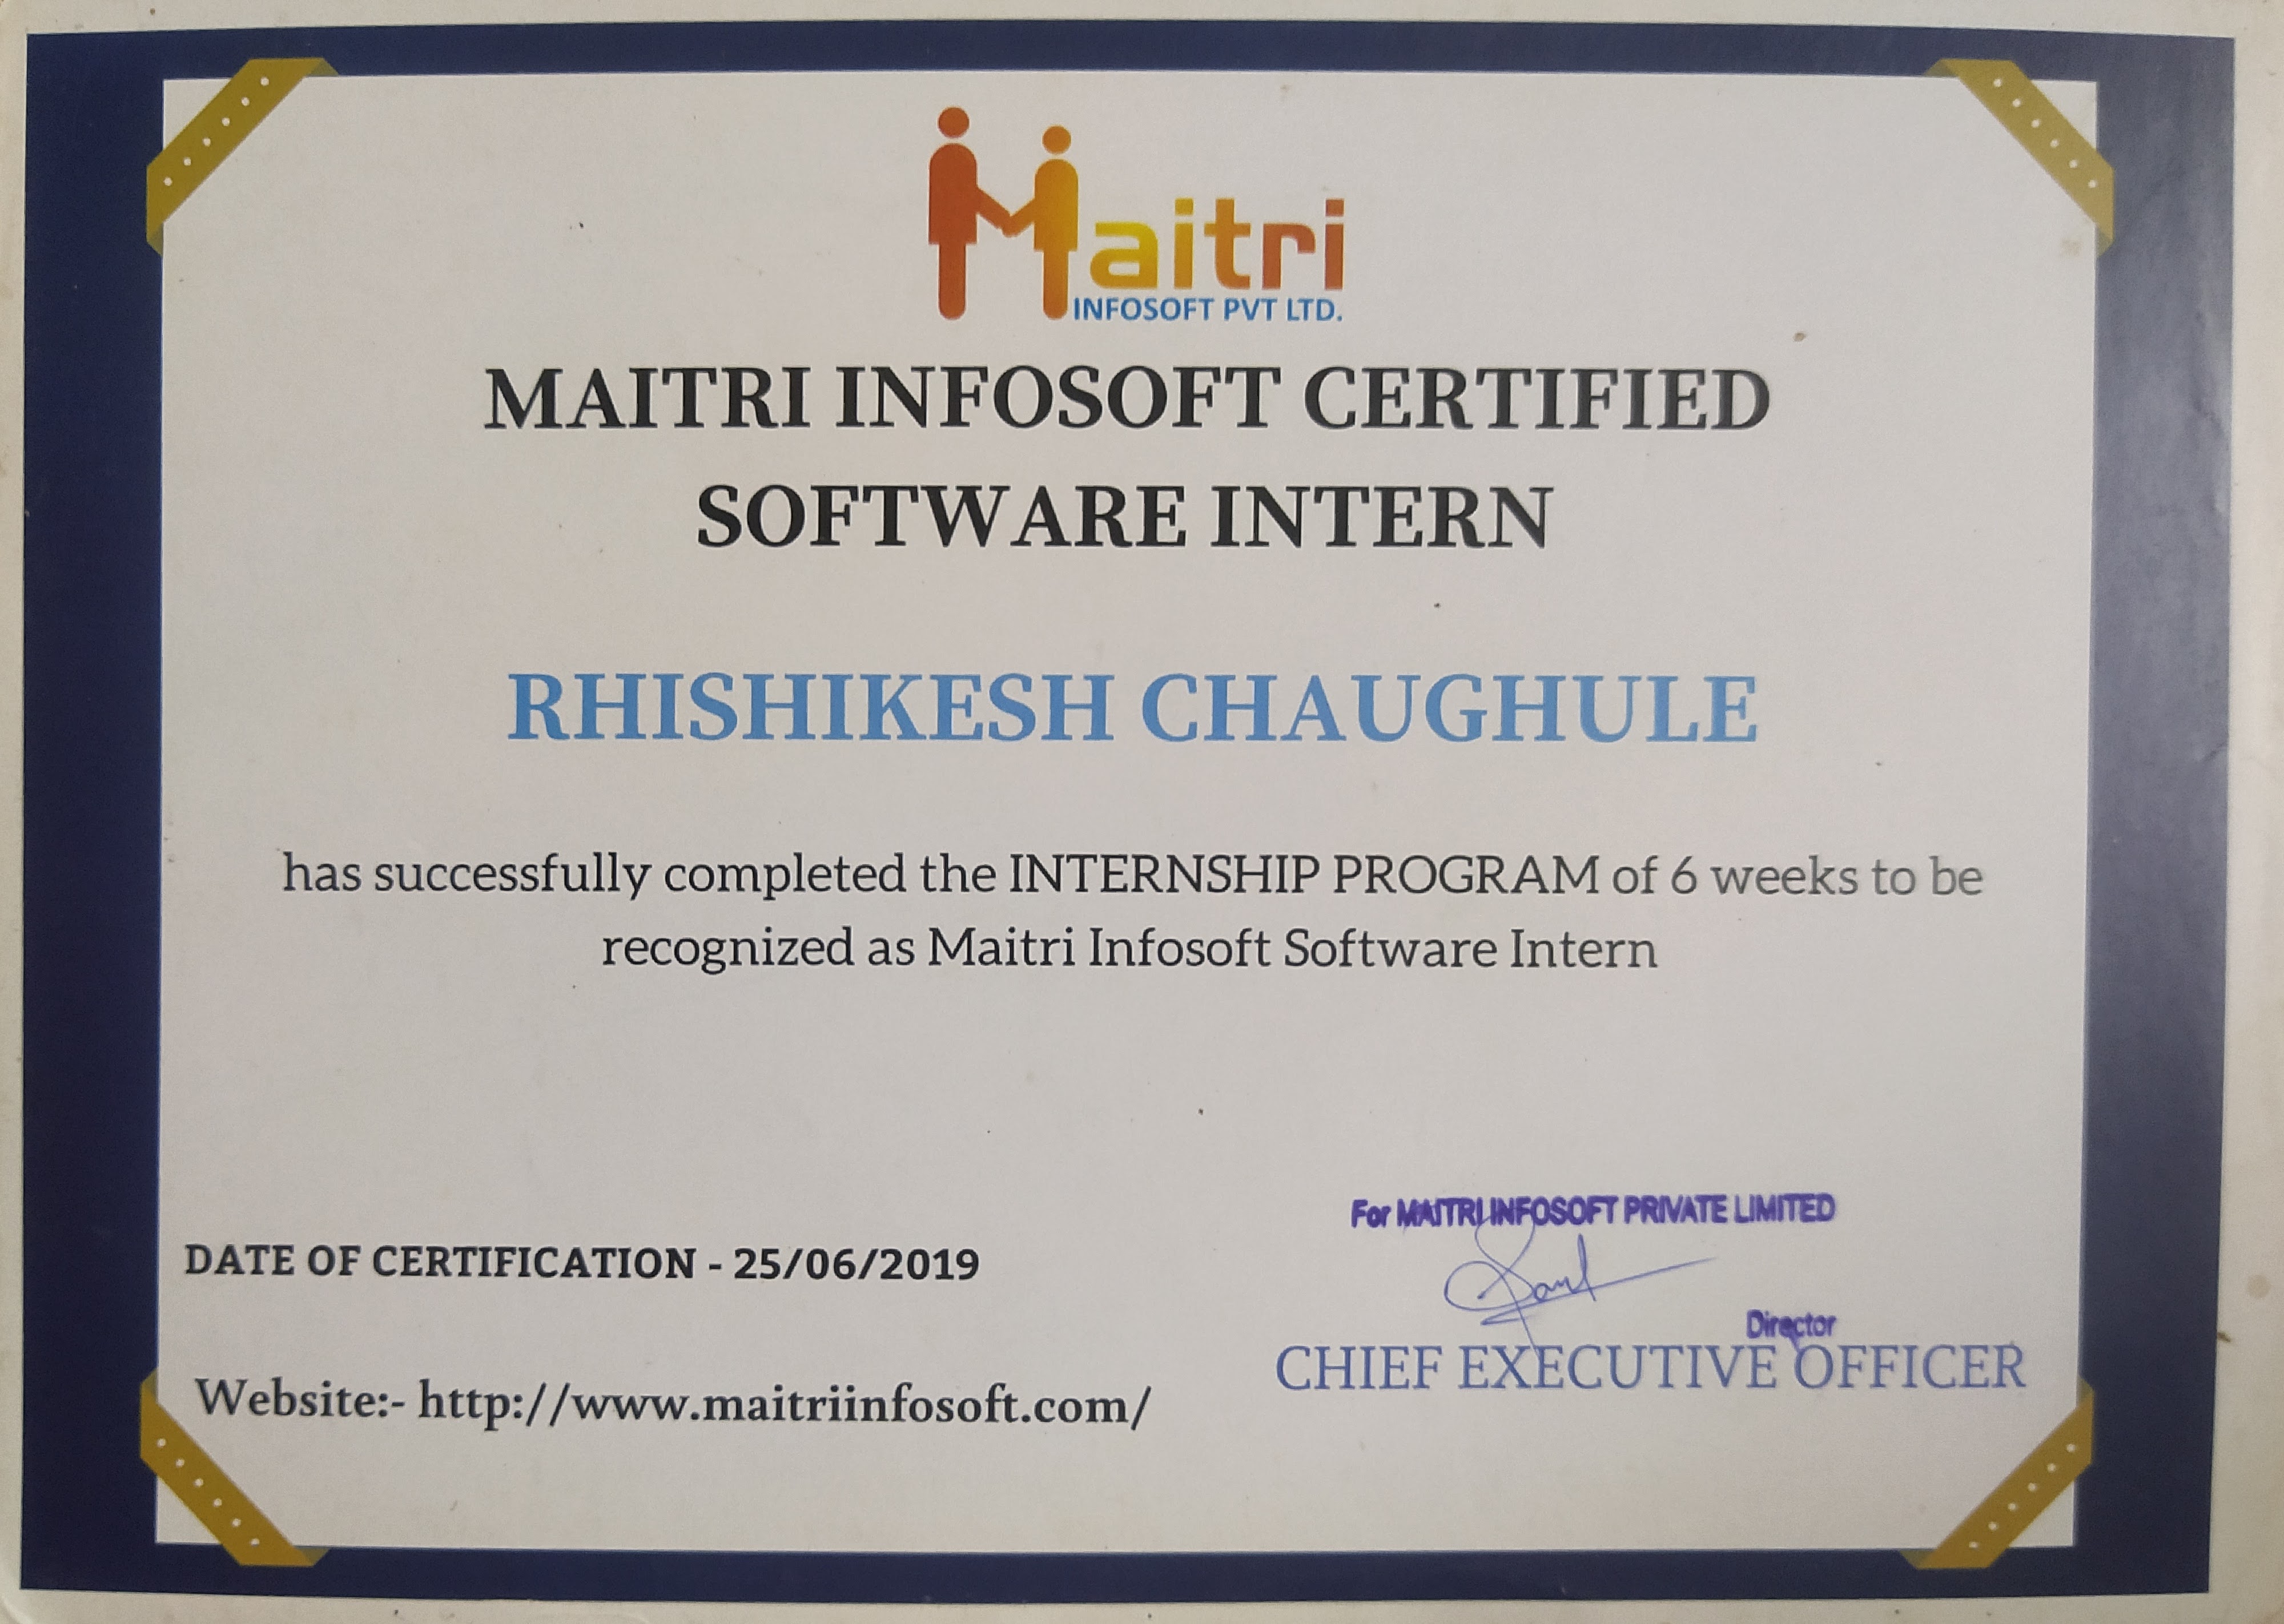 Maitri
INFOSOFT PVT LTD.
MAITRI INFOSOFT CERTIFIED
SOFTWARE INTERN
RHISHIKESH CHAUGHULE
has successfully completed the INTERNSHIP PROGRAM of 6 weeks to be
recognized as Maitri Infosoft Software Intern
For MAITRI INFOSOFT PRIVATE LIMITED
DATE OF CERTIFICATION - 25/06/2019
Director
CHIEF EXECUTIVE OFFICER
Website:- http://www.maitriinfosoft.com/